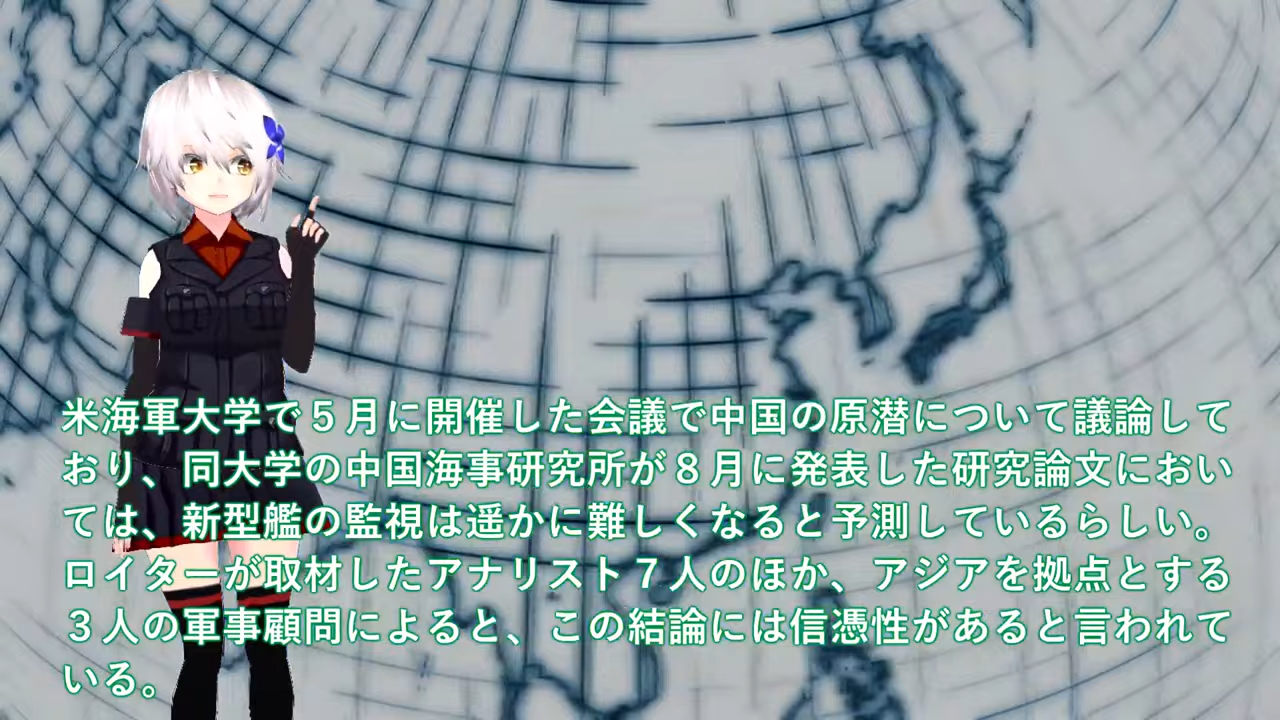 米海軍大学で５月に開催した会議で中国の原潜について議論して
おり、同大学の中国海事研究所が８月に発表した研究論文におい
ては、新型艦の監視は遥かに難しくなると予測しているらしい。
ロイターが取材したアナリスト７人のほか、アジアを拠点とする
３人の軍事顧問によると、この結論には信憑性があると言われて
いる。